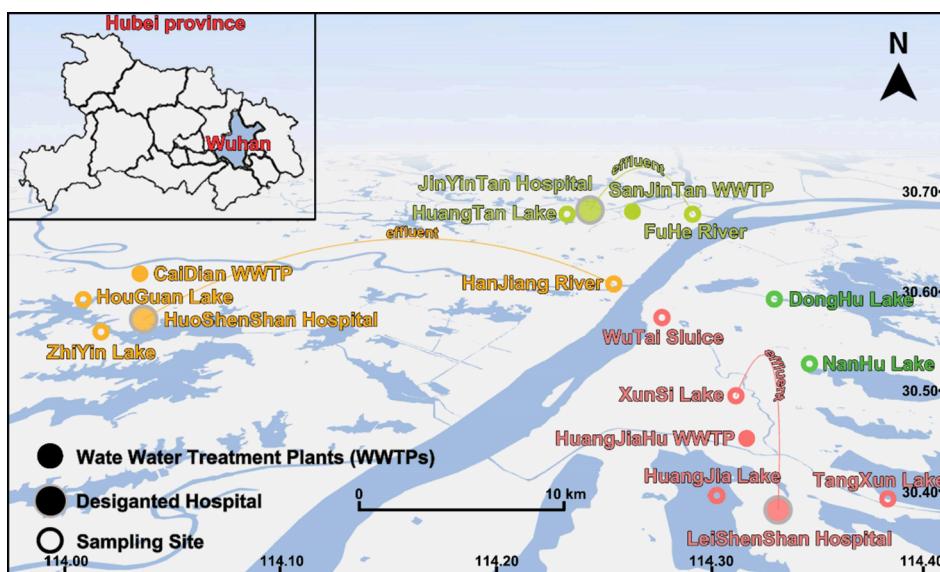 Hubei province
Wuhan
N
effluent
JinYinTan Hospital
SanJinTan WWTP
30.70
HuangTan Lake
FuHe River
effluent
CaiDian WWTP
HanJiang River
HouGuan Lake
30.60
DongHu Lake
HuoShenShan Hospital
WuTai Sluice
ZhiYin Lake
effluent
NanHu Lake
XunSi Lake
30.50
HuangJiaHu WWTP
Wate Water Treatment Plants (WWTPs)
HuangJia Lake
TangXun Lake
Desiganted Hospital
0
10 km
30.40
Sampling Site
LeiShenShan Hospital
114.00
114.10
114.20
114.30
114.40